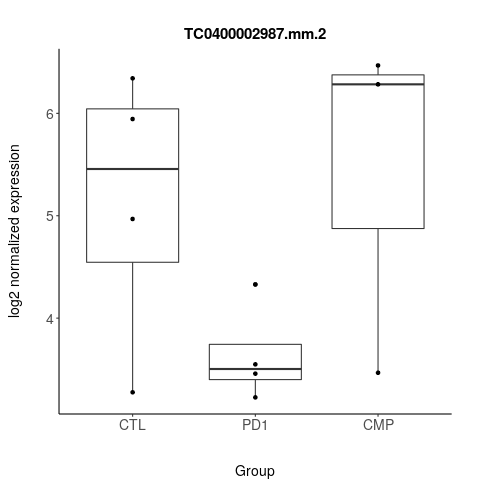 TC0400002987.mm.2
log2 normalized expression
6
5
4
CTL
PD1
CMP
Group